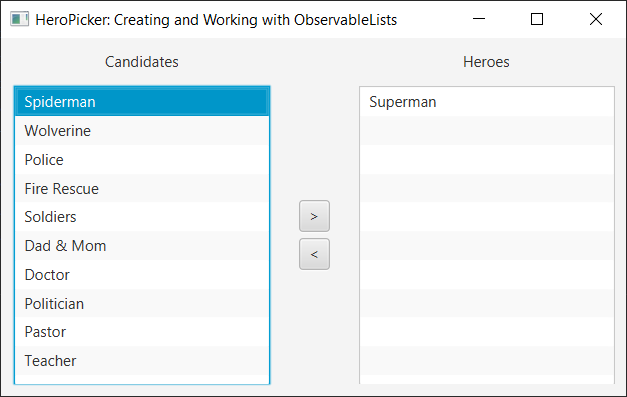 HeroPicker: Creating and Working with ObservableLists
Candidates
Heroes
Spiderman
Wolverine
Police
Fire Rescue
Soldiers
Dad & Mom
Doctor
Politician
Pastor
Teacher
>
<
Superman